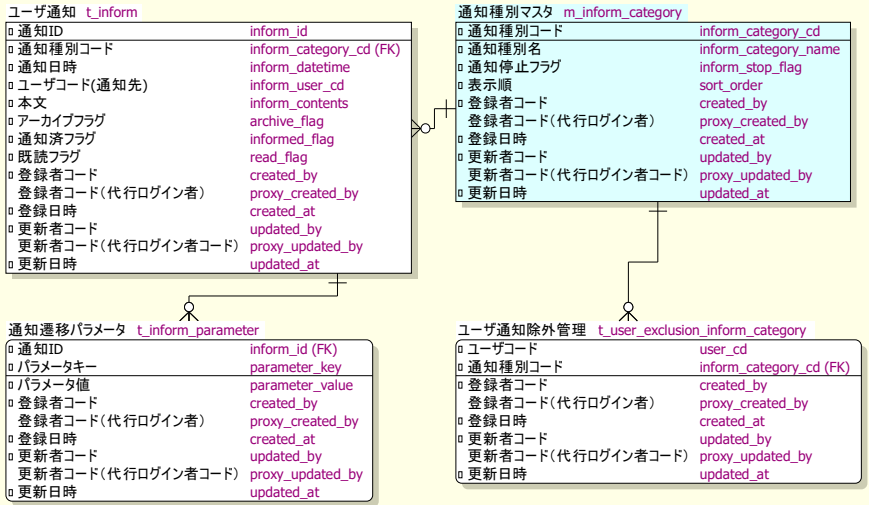 ユーザ通知 t_inform
通知ID inform_id
通知種別コード inform_category_cd (FK)
通知日時 inform_datetime
ユーザコード(通知先) inform_user_cd
本文 inform_contents
アーカイブフラグ archive_flag
通知済フラグ informed_flag
既読フラグ read_flag
登録者コード created_by
登録者コード(代行ログイン者) proxy_created_by
登録日時 created_at
更新者コード updated_by
更新者コード(代行ログイン者コード) proxy_updated_by
更新日時 updated_at
通知種別マスタ m_inform_category
通知種別コード inform_category_cd
通知種別名 inform_category_name
通知停止フラグ inform_stop_flag
表示順 sort_order
登録者コード created_by
登録者コード(代行ログイン者) proxy_created_by
登録日時 created_at
更新者コード updated_by
更新者コード(代行ログイン者コード) proxy_updated_by
更新日時 updated_at
通知遷移パラメータ t_inform_parameter
通知ID inform_id (FK)
パラメータキー parameter_key
パラメータ値 parameter_value
登録者コード created_by
登録者コード(代行ログイン者) proxy_created_by
登録日時 created_at
更新者コード updated_by
更新者コード(代行ログイン者コード) proxy_updated_by
更新日時 updated_at
ユーザ通知除外管理 t_user_exclusion_inform_category
ユーザコード user_cd
通知種別コード inform_category_cd (FK)
登録者コード created_by
登録者コード(代行ログイン者) proxy_created_by
登録日時 created_at
更新者コード updated_by
更新者コード(代行ログイン者コード) proxy_updated_by
更新日時 updated_at